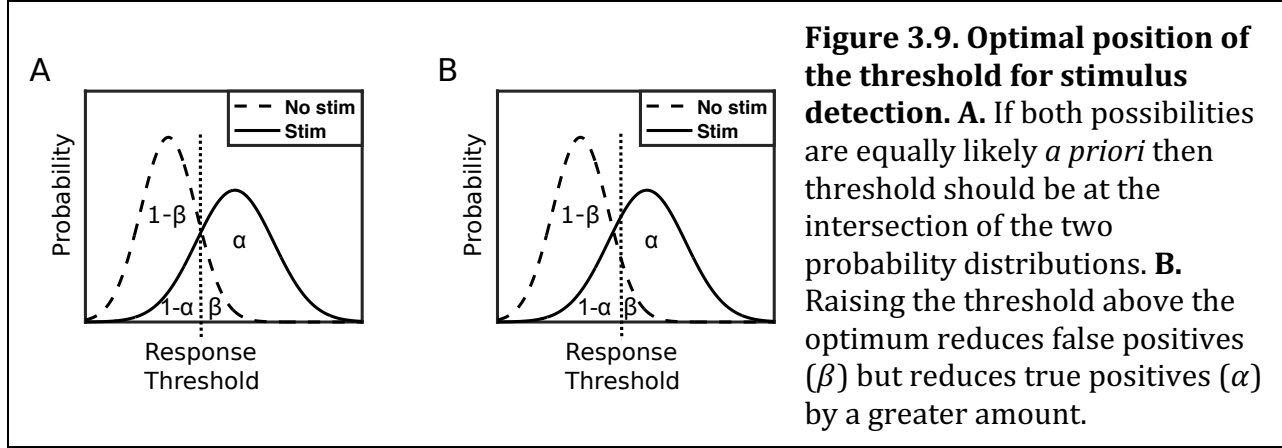 A
No stim
Stim
Probability
1-β
α
1-α
β
Response
Threshold
B
No stim
Stim
Probability
1-β
α
1-α
β
Response
Threshold
Figure 3.9. Optimal position of
the threshold for stimulus
detection. A. If both possibilities
are equally likely a priori then
threshold should be at the
intersection of the two
probability distributions. B.
Raising the threshold above the
optimum reduces false positives
(β) but reduces true positives (α)
by a greater amount.